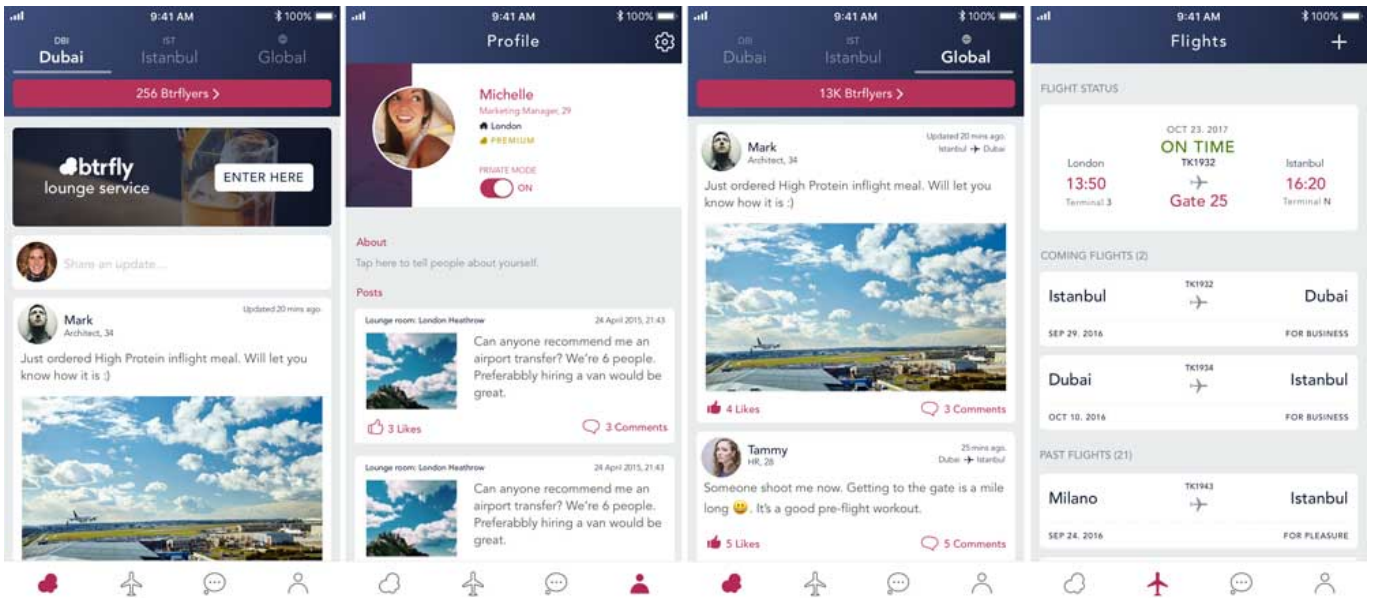 9:41 AM
100%
DBI
IST
Dubai
Istanbul
Global
256 Btrflyers >
btrfly
lounge service
ENTER HERE
Share an update...
Mark
Architect, 34
Updated 20 mins ago.
Just ordered High Protein inflight meal. Will let you
know how it is :)
9:41 AM
100%
Profile
Michelle
Marketing Manager, 29
London
PREMIUM
PRIVATE MODE
ON
About
Tap here to tell people about yourself.
Posts
Lounge room: London Heathrow
24 April 2015, 21:43
Can anyone recommend me an
airport transfer? We're 6 people.
Preferabbly hiring a van would be
great.
3 Likes
3 Comments
Lounge room: London Heathrow
24 April 2015, 21:43
Can anyone recommend me an
airport transfer? We're 6 people.
Preferabbly hiring a van would be
great.
9:41 AM
100%
DBI
IST
Dubai
Istanbul
Global
13K Btrflyers >
Mark
Architect, 34
Updated 20 mins ago.
Istanbul Dubai
Just ordered High Protein inflight meal. Will let you
know how it is :)
4 Likes
3 Comments
Tammy
HR, 28
25 mins ago.
Dubai Istanbul
Someone shoot me now. Getting to the gate is a mile
long 😀. It's a good pre-flight workout.
5 Likes
5 Comments
9:41 AM
100%
Flights
+
FLIGHT STATUS
OCT 23. 2017
ON TIME
London
TK1932
Istanbul
13:50
16:20
Terminal 3
Gate 25
Terminal N
COMING FLIGHTS (2)
TK1932
Istanbul
Dubai
SEP 29. 2016
FOR BUSINESS
TK1934
Dubai
Istanbul
OCT 10. 2016
FOR BUSINESS
PAST FLIGHTS (21)
TK1943
Milano
Istanbul
SEP 24. 2016
FOR PLEASURE